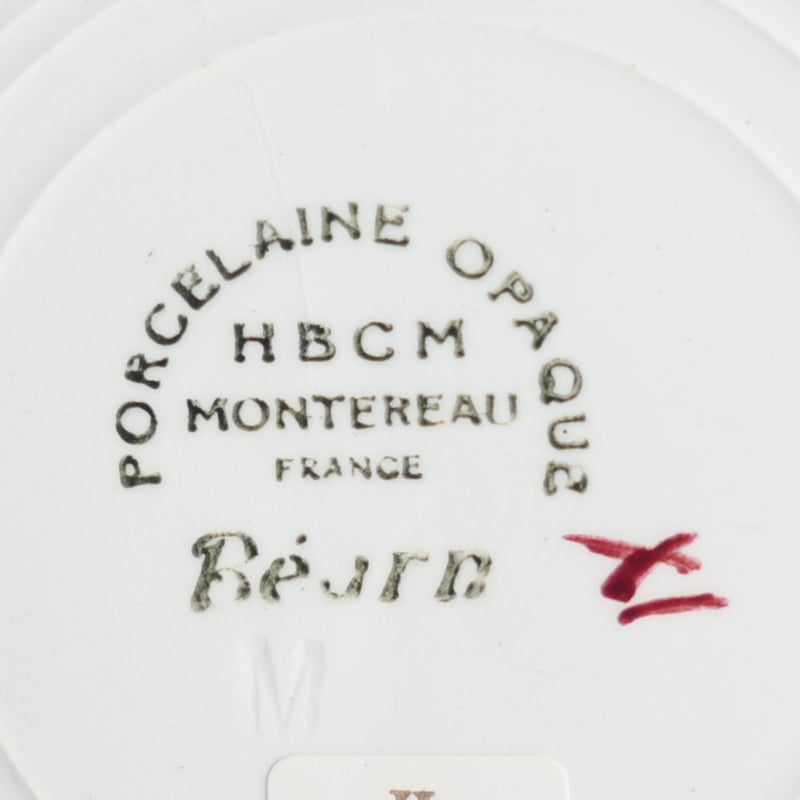 PORCELAINE OPAQUE
HBCM
MONTEREAU
FRANCE
Béarn
M